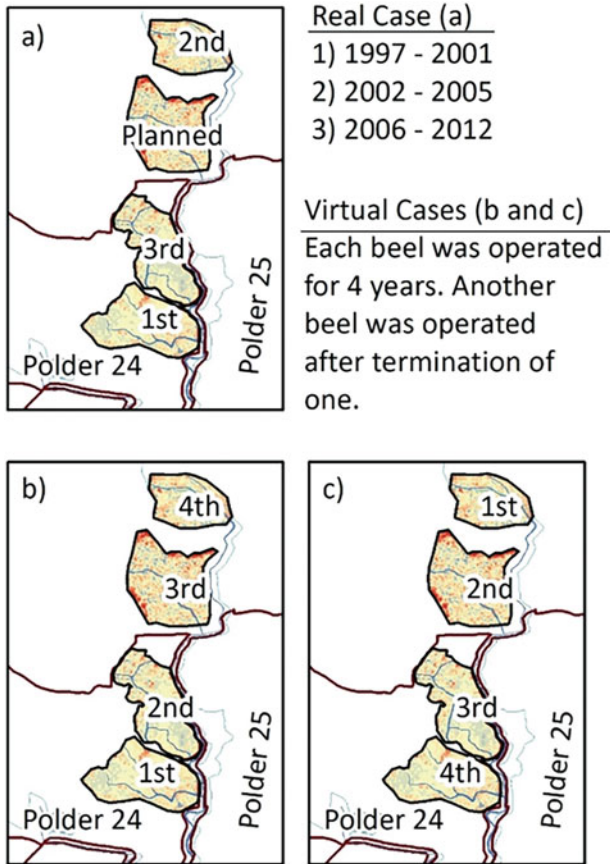 a)
2nd
Planned
3rd
1st
Polder 24
Polder 25
Real Case (a)
1) 1997 - 2001
2) 2002 - 2005
3) 2006 - 2012
Virtual Cases (b and c)
Each beel was operated
for 4 years. Another
beel was operated
after termination of
one.
b)
4th
3rd
2nd
1st
Polder 24
Polder 25
c)
1st
2nd
3rd
4th
Polder 24
Polder 25